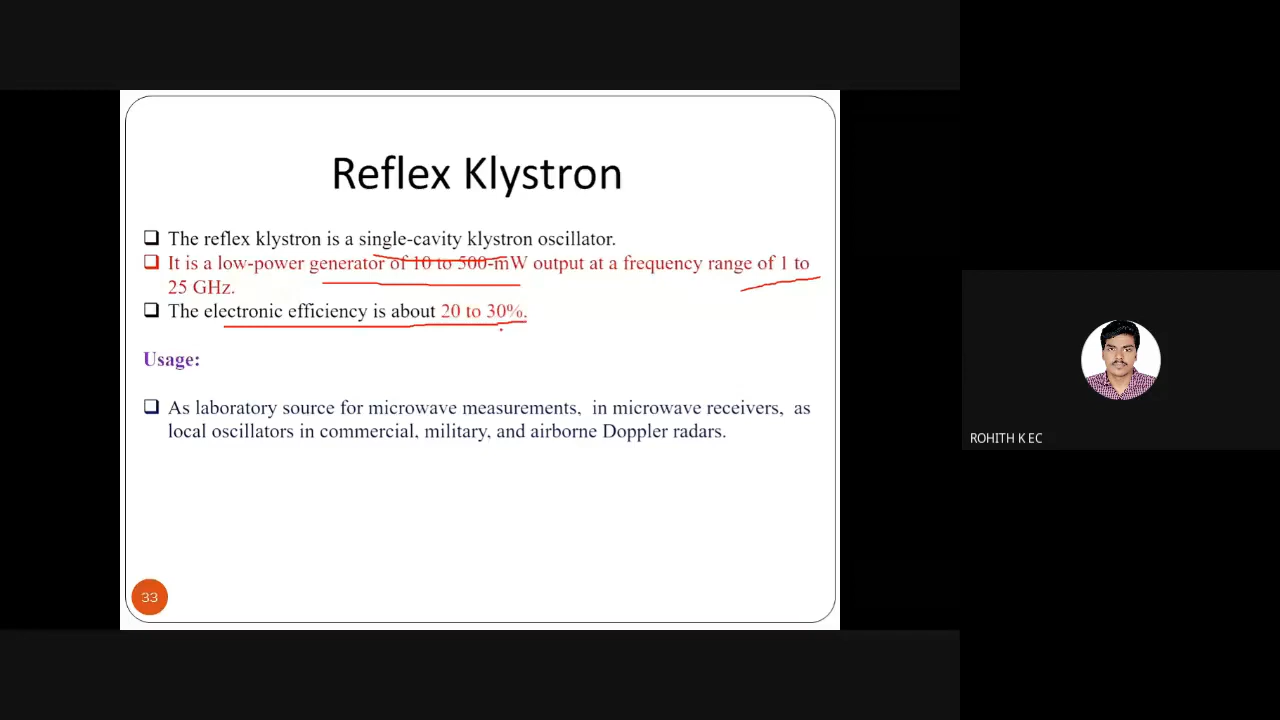 Reflex Klystron
The reflex klystron is a single-cavity klystron oscillator.
It is a low-power generator of 10 to 500-mW output at a frequency range of 1 to
25 GHz.
The electronic efficiency is about 20 to 30%.
Usage:
As laboratory source for microwave measurements, in microwave receivers, as
local oscillators in commercial, military, and airborne Doppler radars.
33
ROHITH K EC